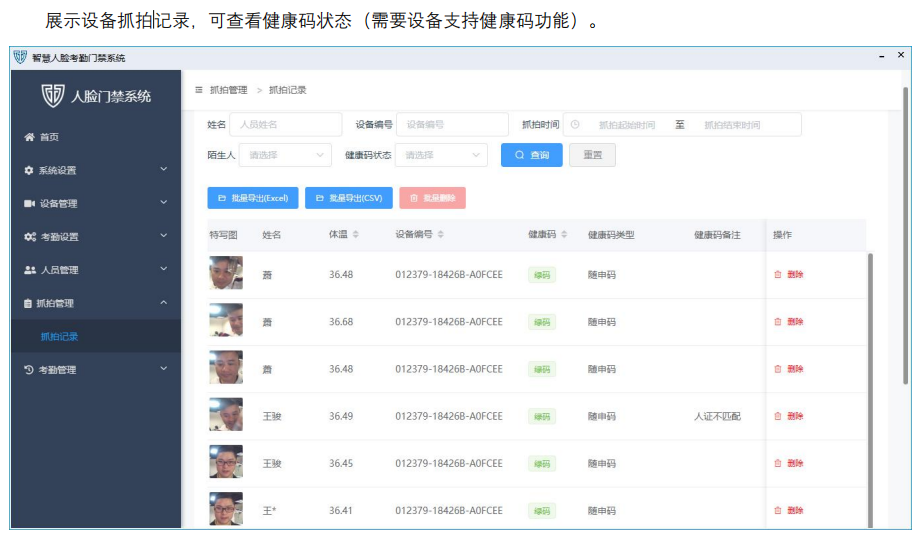 展示设备抓拍记录，可查看健康码状态（需要设备支持健康码功能）。
智慧人脸考勤门禁系统
人脸门禁系统
首页
系统设置
设备管理
考勤设置
人员管理
抓拍管理
抓拍记录
考勤管理
抓拍管理 > 抓拍记录
姓名 人员姓名 设备编号 设备编号 抓拍时间 抓拍起始时间 至 抓拍结束时间
陌生人 请选择 健康码状态 请选择 查询 重置
批量导出(Excel) 批量导出(CSV) 批量删除
特写图 姓名 体温 设备编号 健康码 健康码类型 健康码备注 操作
萧 36.48 012379-18426B-A0FCEE 绿码 随申码 删除
萧 36.68 012379-18426B-A0FCEE 绿码 随申码 删除
萧 36.48 012379-18426B-A0FCEE 绿码 随申码 删除
王骏 36.49 012379-18426B-A0FCEE 绿码 随申码 人证不匹配 删除
王骏 36.45 012379-18426B-A0FCEE 绿码 随申码 删除
王* 36.41 012379-18426B-A0FCEE 绿码 随申码 删除